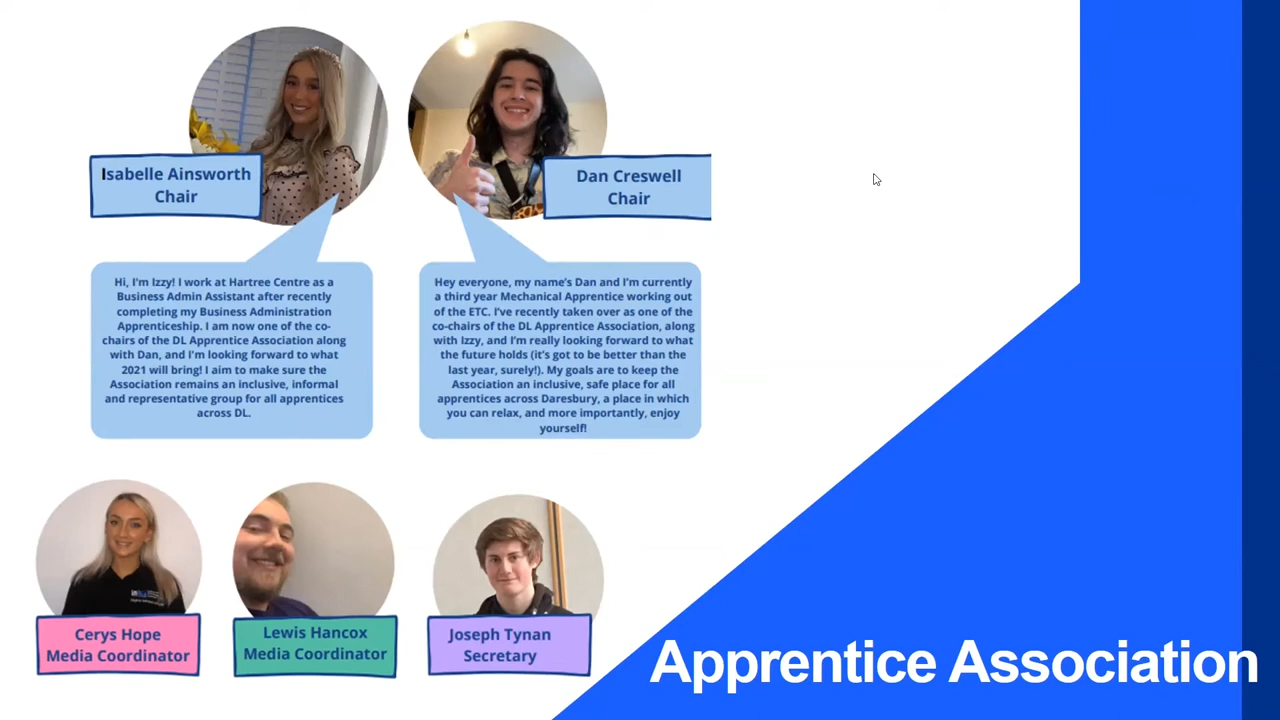 Isabelle Ainsworth
Chair
Dan Creswell
Chair
Hi, I'm Izzy! I work at Hartree Centre as a
Business Admin Assistant after recently
completing my Business Administration
Apprenticeship. I am now one of the co-
chairs of the DL Apprentice Association along
with Dan, and I'm looking forward to what
2021 will bring! I aim to make sure the
Association remains an inclusive, informal
and representative group for all apprentices
across DL.
Hey everyone, my name's Dan and I'm currently
a third year Mechanical Apprentice working out
of the ETC. I've recently taken over as one of the
co-chairs of the DL Apprentice Association, along
with Izzy, and I'm really looking forward to what
the future holds (it's got to be better than the
last year, surely!). My goals are to keep the
Association an inclusive, safe place for all
apprentices across Daresbury, a place in which
you can relax, and more importantly, enjoy
yourself!
Cerys Hope
Media Coordinator
Lewis Hancox
Media Coordinator
Joseph Tynan
Secretary
Apprentice Association